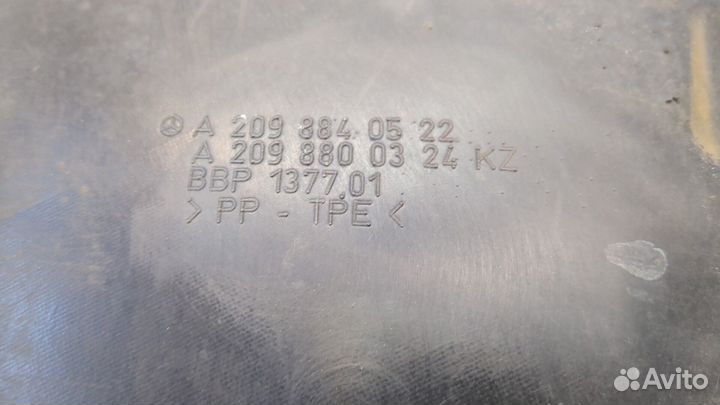 A 209 884 05 22
A 209 880 03 24 KZ
BBP 1377.01
> PP - TPE <
Avito